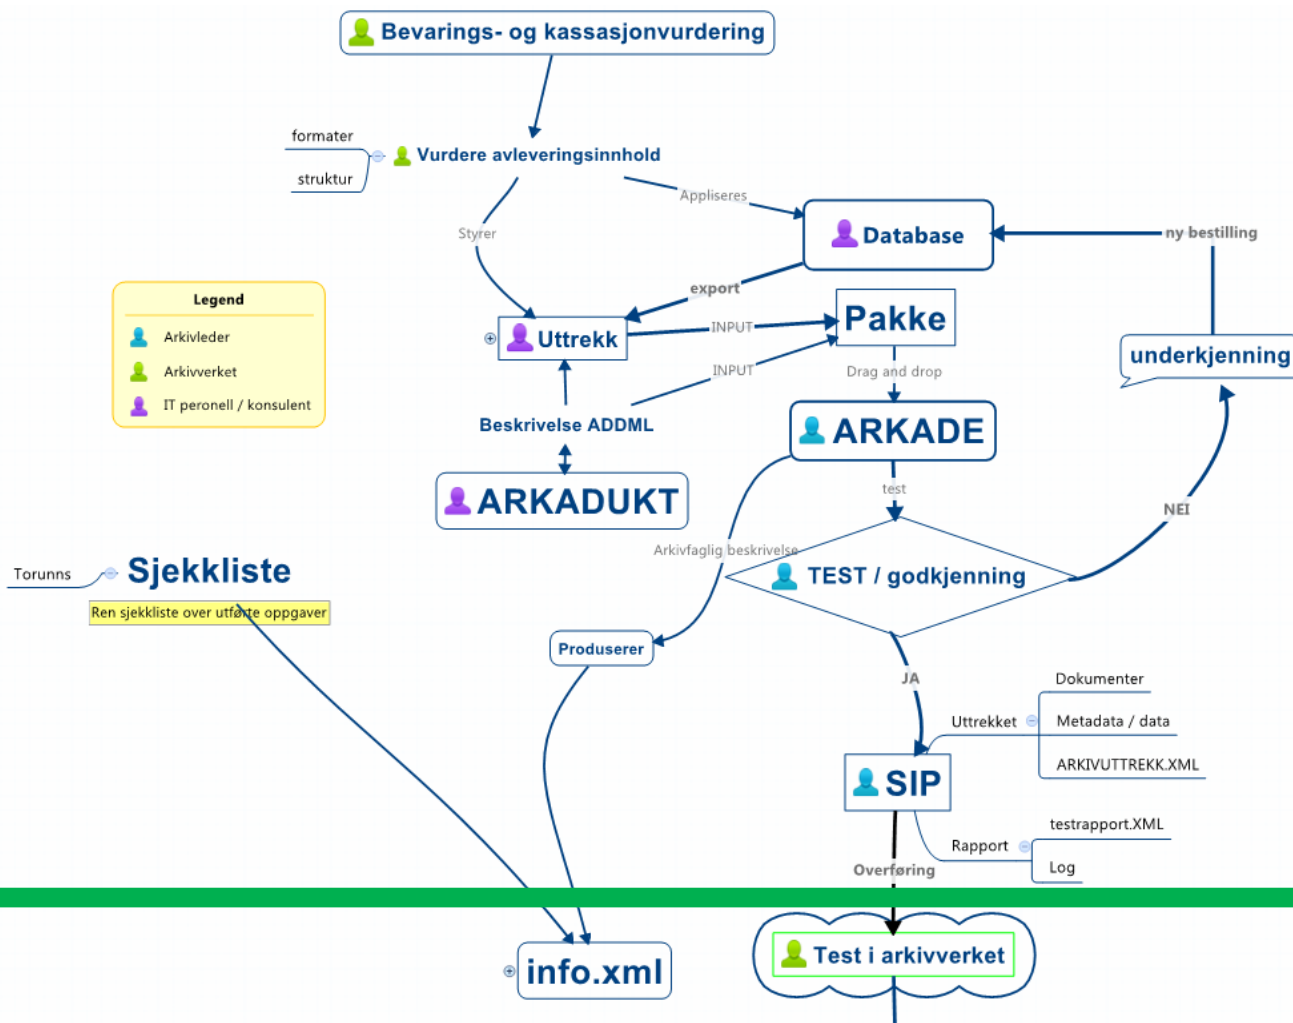 Bevarings- og kassasjonvurdering
formater
struktur
Vurdere avleveringsinnhold
Appliseres
Styrer
Database
ny bestilling
export
Legend
Arkivleder
Arkivverket
IT peronell / konsulent
Uttrekk
INPUT
Pakke
INPUT
Drag and drop
underkjenning
Beskrivelse ADDML
ARKADE
ARKADUKT
test
NEI
Arkivfaglig beskrivelse
TEST / godkjenning
Torunns
Sjekkliste
Ren sjekkliste over utførte oppgaver
Produserer
JA
Dokumenter
Uttrekket
Metadata / data
ARKIVUTTREKK.XML
SIP
testrapport.XML
Rapport
Log
Overføring
info.xml
Test i arkivverket